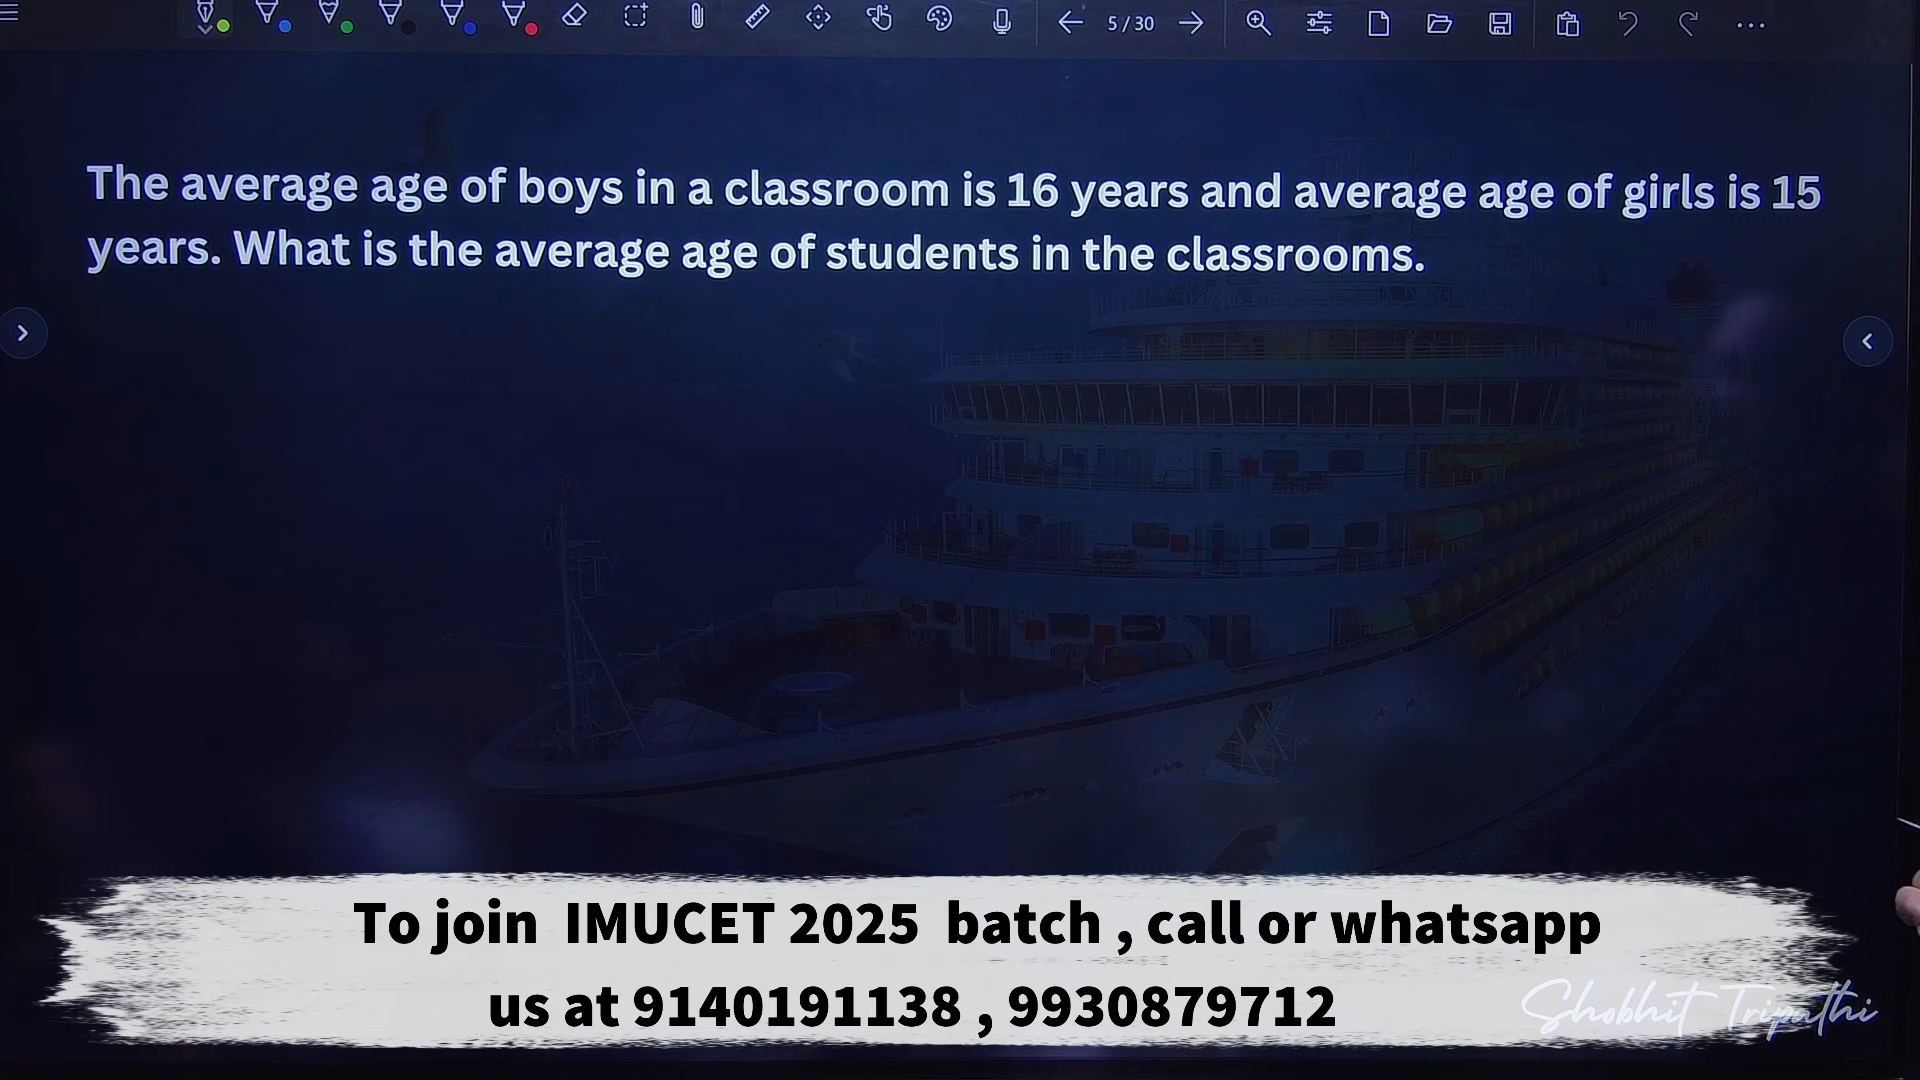 5 / 30
The average age of boys in a classroom is 16 years and average age of girls is 15
years. What is the average age of students in the classrooms.
To join IMUCET 2025 batch , call or whatsapp
us at 9140191138 , 9930879712
Shobhit Tripathi